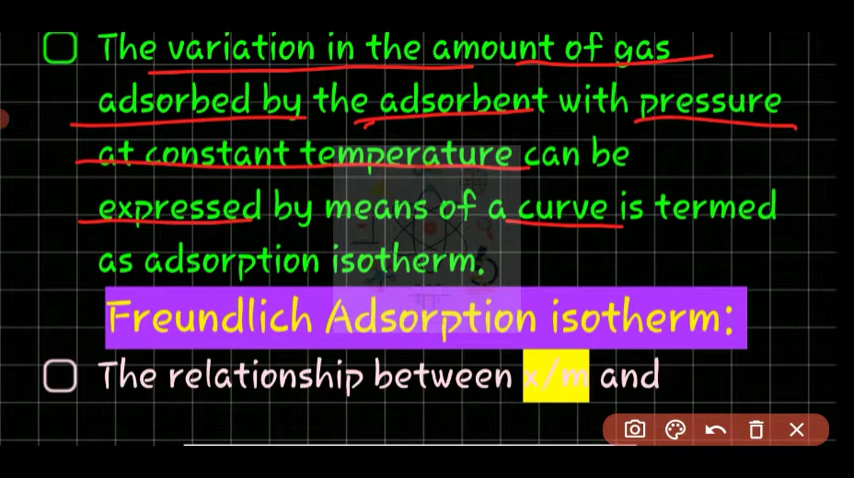 The variation in the amount of gas
adsorbed by the adsorbent with pressure
at constant temperature can be
expressed by means of a curve is termed
as adsorption isotherm.
Freundlich Adsorption isotherm:
The relationship between x/m and